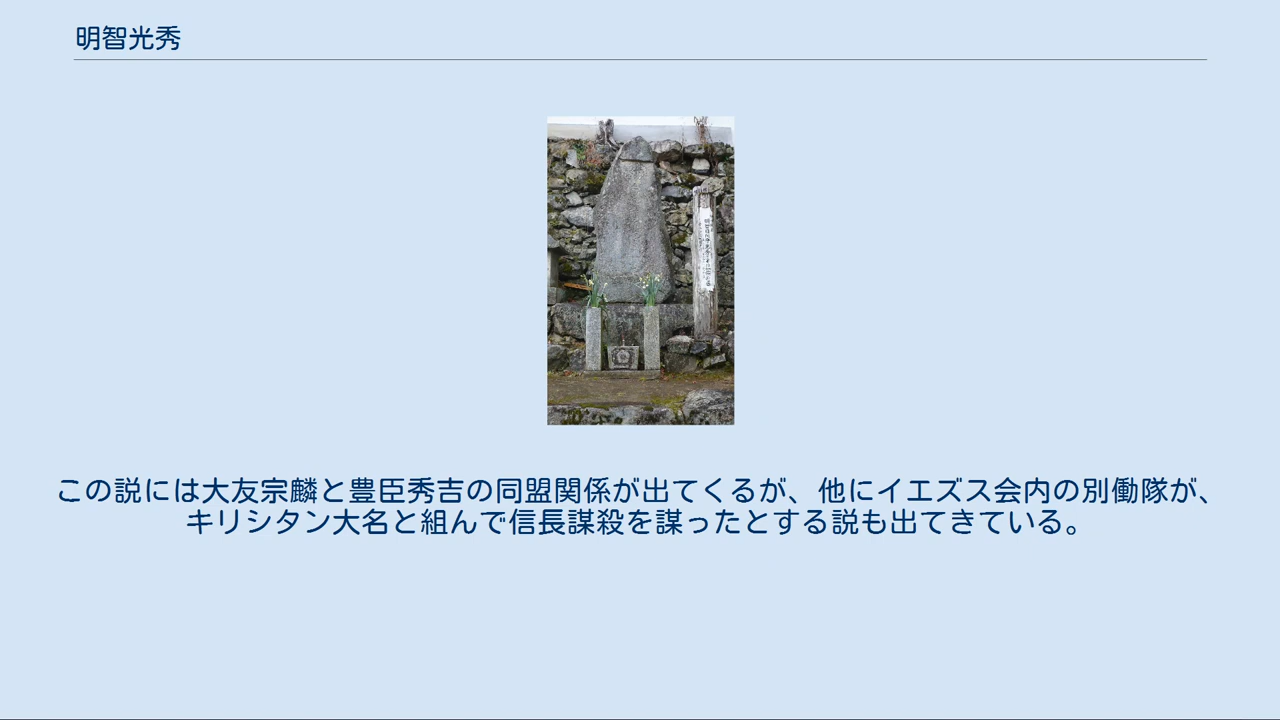 明智光秀
この説には大友宗麟と豊臣秀吉の同盟関係が出てくるが、他にイエズス会内の別働隊が、
キリシタン大名と組んで信長謀殺を謀ったとする説も出てきている。